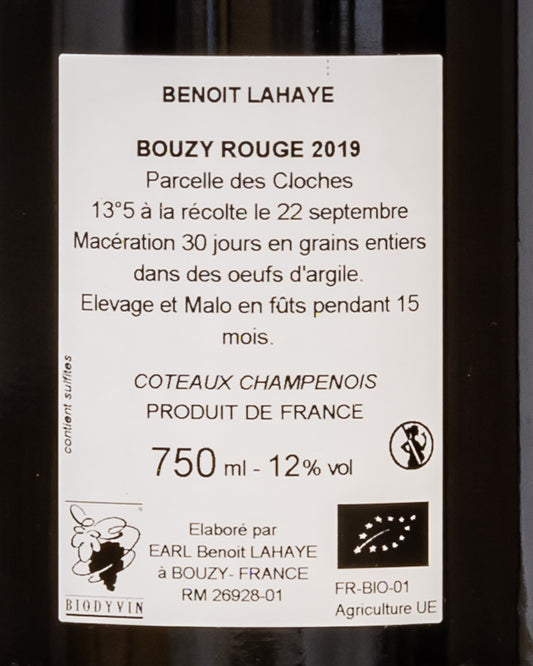 BENOIT LAHAYE
BOUZY ROUGE 2019
Parcelle des Cloches
13°5 à la récolte le 22 septembre
Macération 30 jours en grains entiers
dans des oeufs d'argile.
Elevage et Malo en fûts pendant 15
mois.
COTEAUX CHAMPENOIS
PRODUIT DE FRANCE
contient sulfites
750 ml - 12% vol
Elaboré par
EARL Benoit LAHAYE
à BOUZY- FRANCE
RM 26928-01
BIODYVIN
FR-BIO-01
Agriculture UE